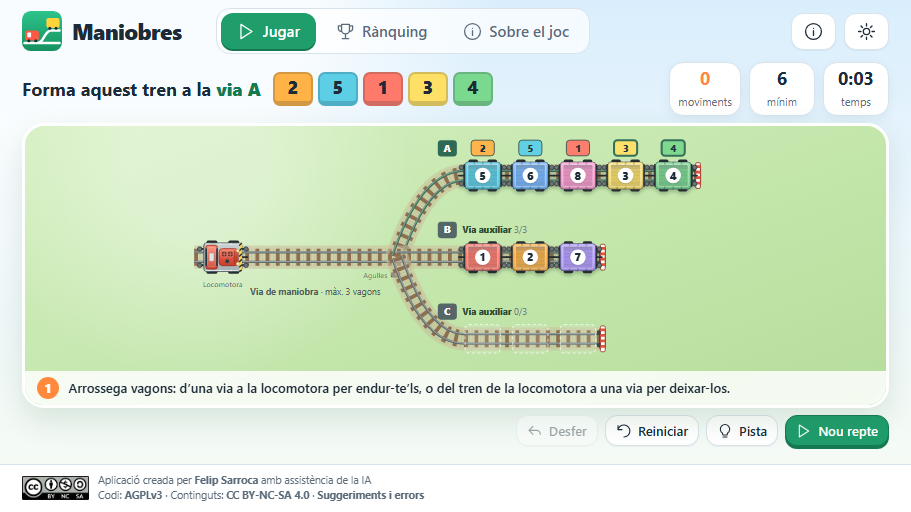 Maniobres
Jugar
Rànquing
Sobre el joc
Forma aquest tren a la via A
2 5 1 3 4
0 moviments
6 mínim
0:03 temps
A 2 5 1 3 4
5 6 8 3 4
B Via auxiliar 3/3
1 2 7
Agulles
Locomotora
Via de maniobra · màx. 3 vagons
C Via auxiliar 0/3
1 Arrossega vagons: d'una via a la locomotora per endur-te'ls, o del tren de la locomotora a una via per deixar-los.
Desfer
Reiniciar
Pista
Nou repte
CC BY NC SA
Aplicació creada per Felip Sarroca amb assistència de la IA
Codi: AGPLv3 · Continguts: CC BY-NC-SA 4.0 · Suggeriments i errors